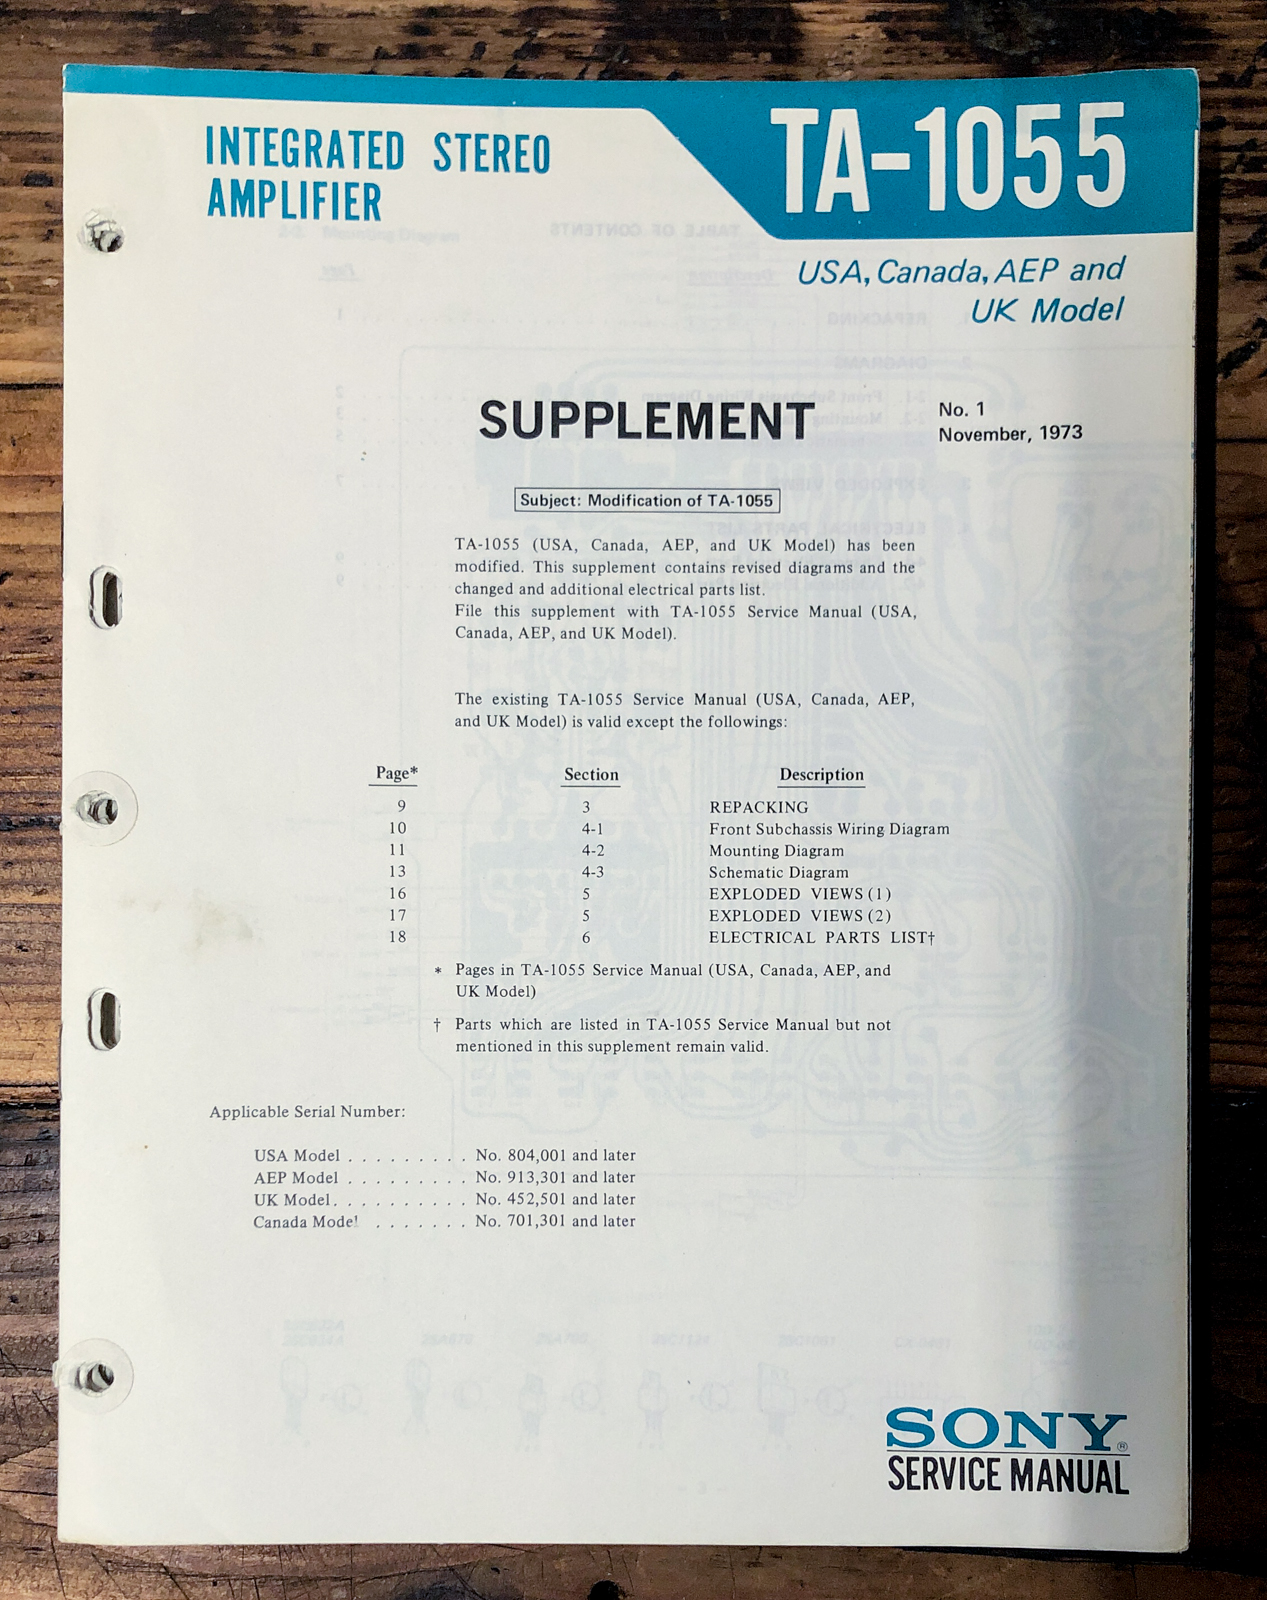 INTEGRATED STEREO
AMPLIFIER
TA-1055
USA, Canada, AEP and
UK Model
SUPPLEMENT
No. 1
November, 1973
Subject: Modification of TA-1055
TA-1055 (USA, Canada, AEP, and UK Model) has been
modified. This supplement contains revised diagrams and the
changed and additional electrical parts list.
File this supplement with TA-1055 Service Manual (USA,
Canada, AEP, and UK Model).
The existing TA-1055 Service Manual (USA, Canada, AEP,
and UK Model) is valid except the followings:
Page* Section Description
9 3 REPACKING
10 4-1 Front Subchassis Wiring Diagram
11 4-2 Mounting Diagram
13 4-3 Schematic Diagram
16 5 EXPLODED VIEWS (1)
17 5 EXPLODED VIEWS (2)
18 6 ELECTRICAL PARTS LIST†
* Pages in TA-1055 Service Manual (USA, Canada, AEP, and
UK Model)
† Parts which are listed in TA-1055 Service Manual but not
mentioned in this supplement remain valid.
Applicable Serial Number:
USA Model . . . . . . . . . . No. 804,001 and later
AEP Model . . . . . . . . . . No. 913,301 and later
UK Model . . . . . . . . . . . No. 452,501 and later
Canada Model . . . . . . . No. 701,301 and later
SONY®
SERVICE MANUAL